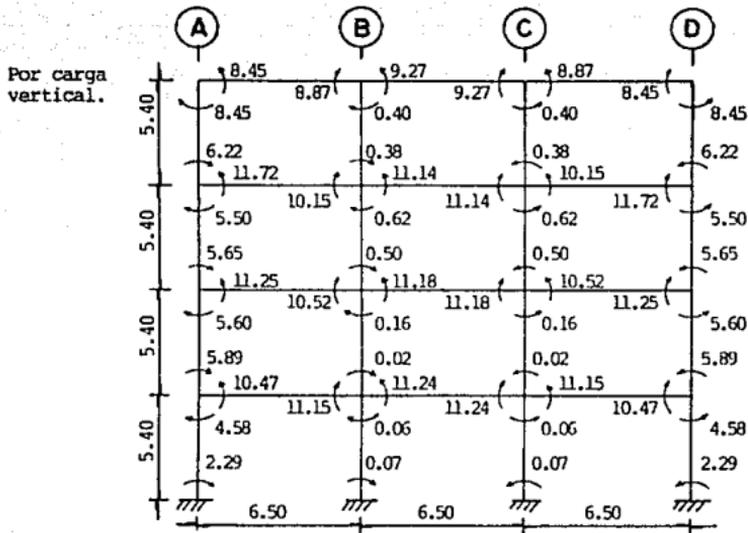 A B C D
Por carga
vertical.
8.45 9.27 8.87
8.87 9.27 8.45
5.40 8.45 0.40 0.40 8.45
6.22 0.38 0.38 6.22
11.72 11.14 10.15
10.15 11.14 11.72
5.40 5.50 0.62 0.62 5.50
5.65 0.50 0.50 5.65
11.25 11.18 10.52
10.52 11.18 11.25
5.40 5.60 0.16 0.16 5.60
5.89 0.02 0.02 5.89
10.47 11.24 11.15
11.15 11.24 10.47
5.40 4.58 0.06 0.06 4.58
2.29 0.07 0.07 2.29
6.50 6.50 6.50